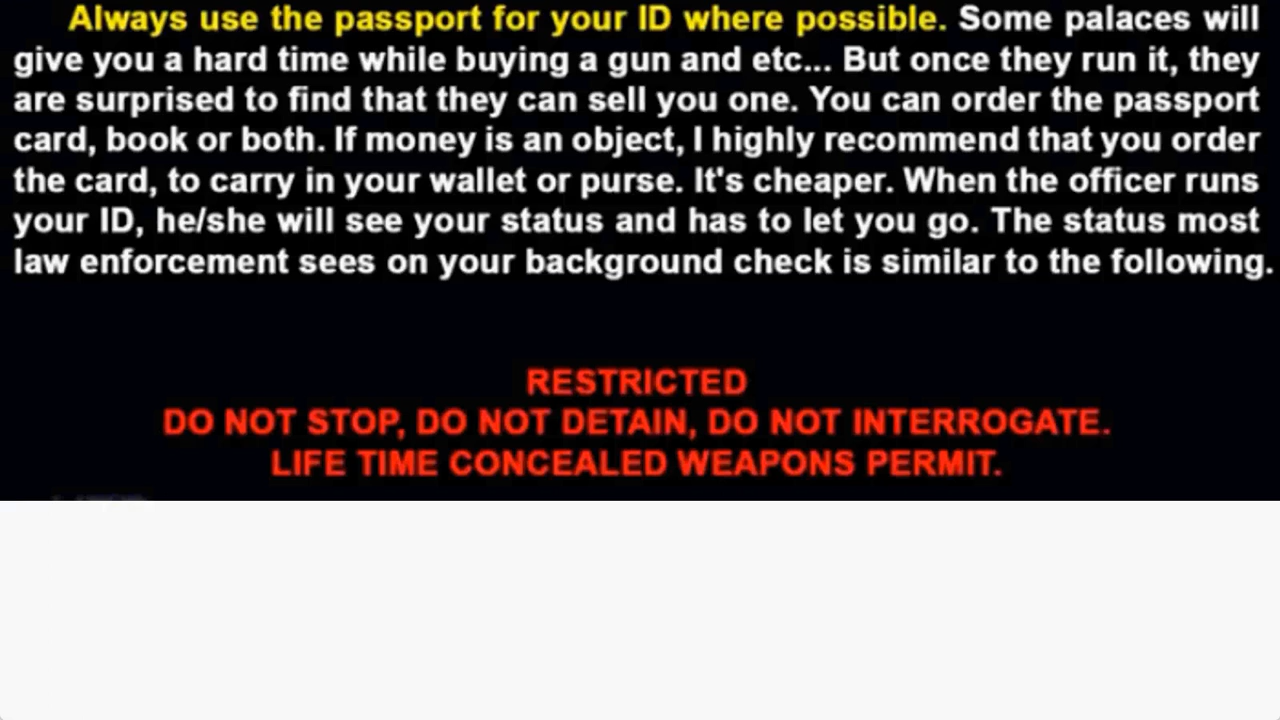 Always use the passport for your ID where possible. Some palaces will
give you a hard time while buying a gun and etc... But once they run it, they
are surprised to find that they can sell you one. You can order the passport
card, book or both. If money is an object, I highly recommend that you order
the card, to carry in your wallet or purse. It's cheaper. When the officer runs
your ID, he/she will see your status and has to let you go. The status most
law enforcement sees on your background check is similar to the following.
RESTRICTED
DO NOT STOP, DO NOT DETAIN, DO NOT INTERROGATE.
LIFE TIME CONCEALED WEAPONS PERMIT.